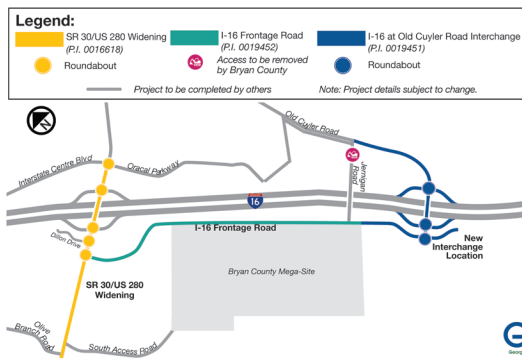 Legend:
SR 30/US 280 Widening
(P.I. 0016618)
Roundabout
I-16 Frontage Road
(P.I. 0019452)
Access to be removed
by Bryan County
I-16 at Old Cuyler Road Interchange
(P.I. 0019451)
Roundabout
Project to be completed by others
Note: Project details subject to change.
Old Cuyler Road
Interstate Centre Blvd
Oracal Parkway
Jernigan
Road
16
I-16 Frontage Road
Dillon Drive
New
Interchange
Location
Bryan County Mega-Site
SR 30/US 280
Widening
Olive
Branch Road
South Access Road
G
Georg